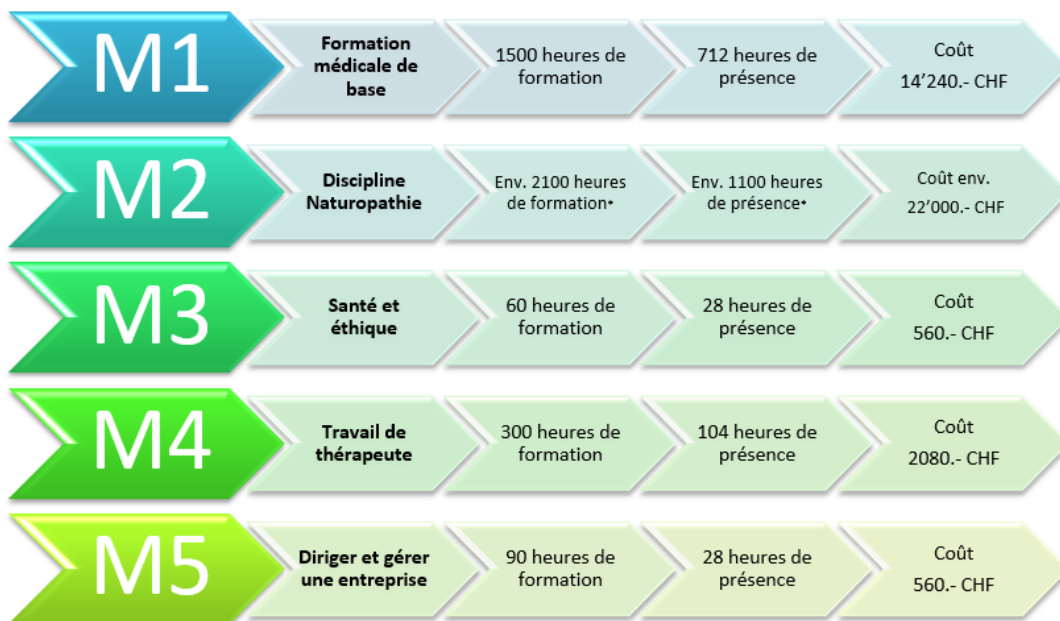 M1
Formation
médicale de
base
1500 heures de
formation
712 heures de
présence
Coût
14’240.- CHF
M2
Discipline
Naturopathie
Env. 2100 heures
de formation*
Env. 1100 heures
de présence*
Coût env.
22’000.- CHF
M3
Santé et
éthique
60 heures de
formation
28 heures de
présence
Coût
560.- CHF
M4
Travail de
thérapeute
300 heures de
formation
104 heures de
présence
Coût
2080.- CHF
M5
Diriger et gérer
une entreprise
90 heures de
formation
28 heures de
présence
Coût
560.- CHF